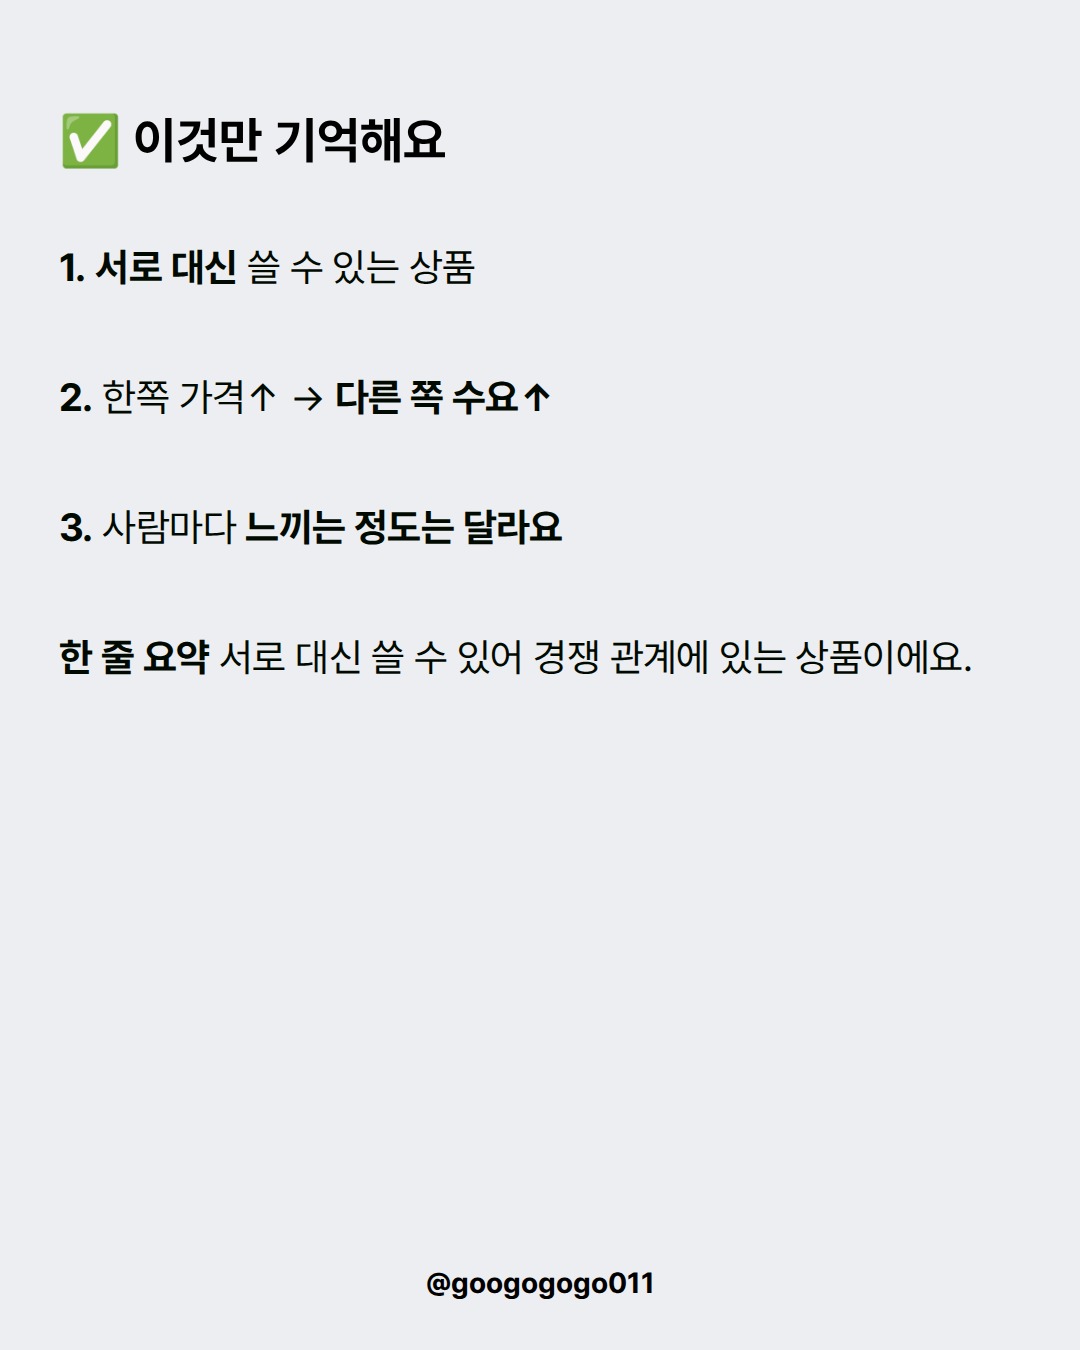 ✅ 이것만 기억해요
1. 서로 대신 쓸 수 있는 상품
2. 한쪽 가격↑ → 다른 쪽 수요↑
3. 사람마다 느끼는 정도는 달라요
한 줄 요약 서로 대신 쓸 수 있어 경쟁 관계에 있는 상품이에요.
@googogogo011